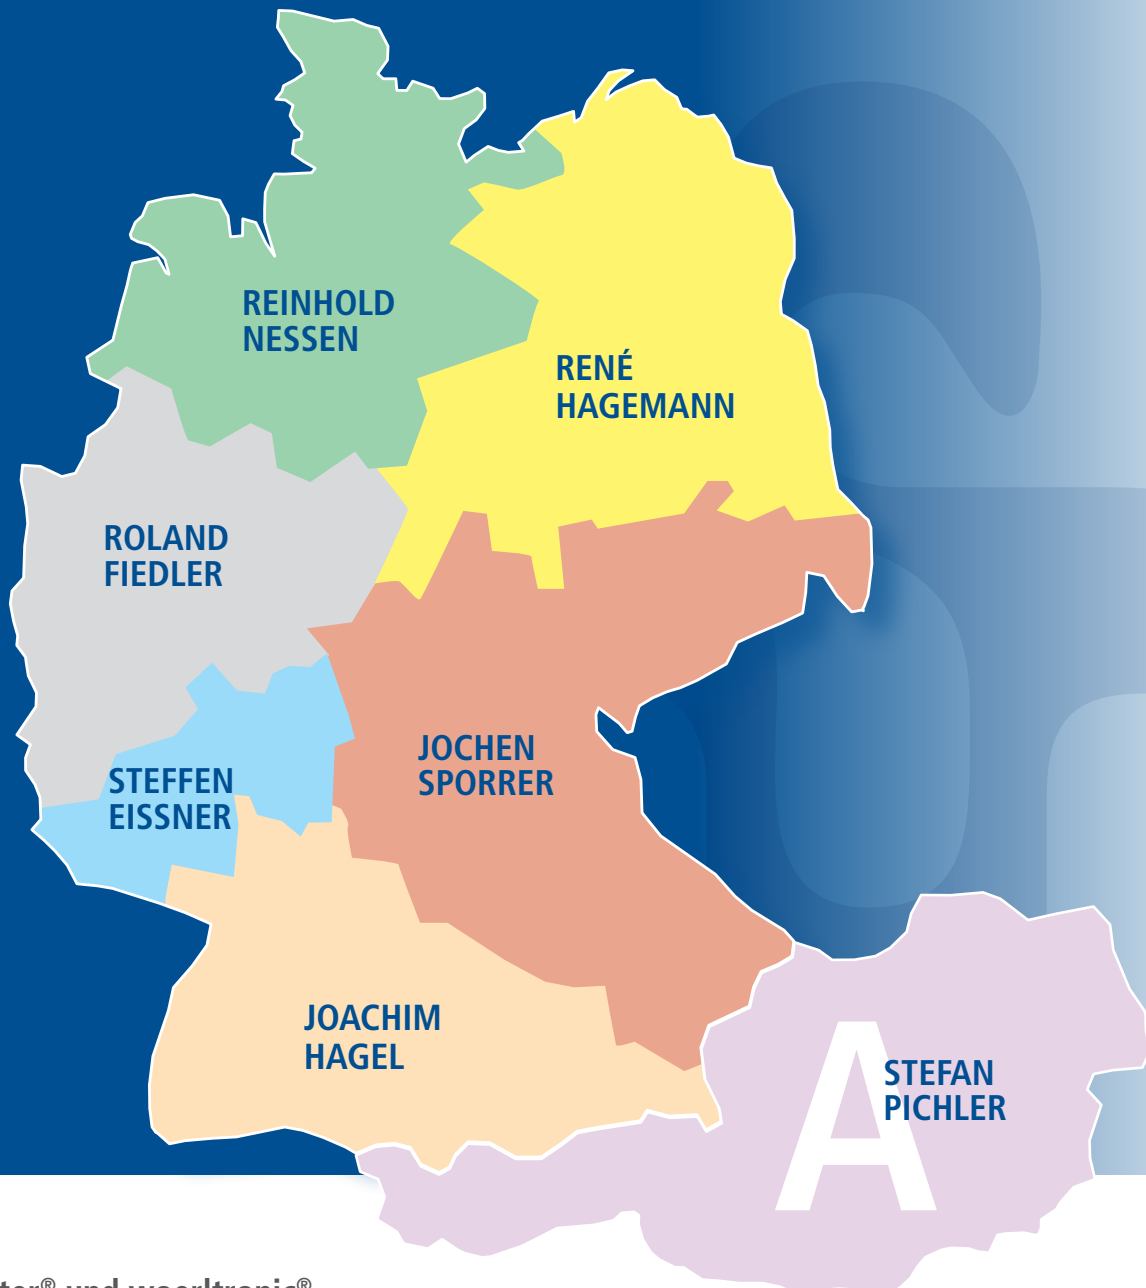 REINHOLD
NESSEN
RENÉ
HAGEMANN
ROLAND
FIEDLER
JOCHEN
SPORRER
STEFFEN
EISSNER
JOACHIM
HAGEL
A
STEFAN
PICHLER